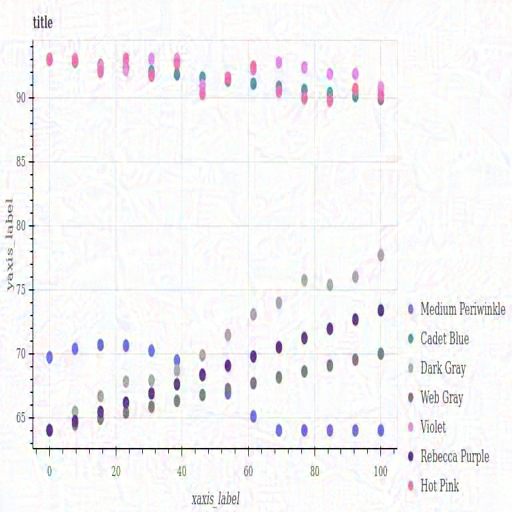 title
90
85
80
75
70
65
0
20
40
60
80
100
yaxis_label
xaxis_label
Medium Periwinkle
Cadet Blue
Dark Gray
Web Gray
Violet
Rebecca Purple
Hot Pink